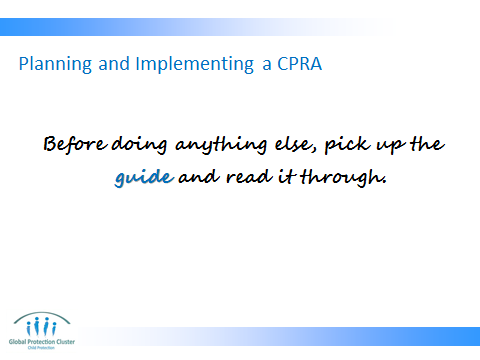 Planning and Implementing a CPRA
Before doing anything else, pick up the
guide and read it through.
Global Protection Cluster
Child Protection